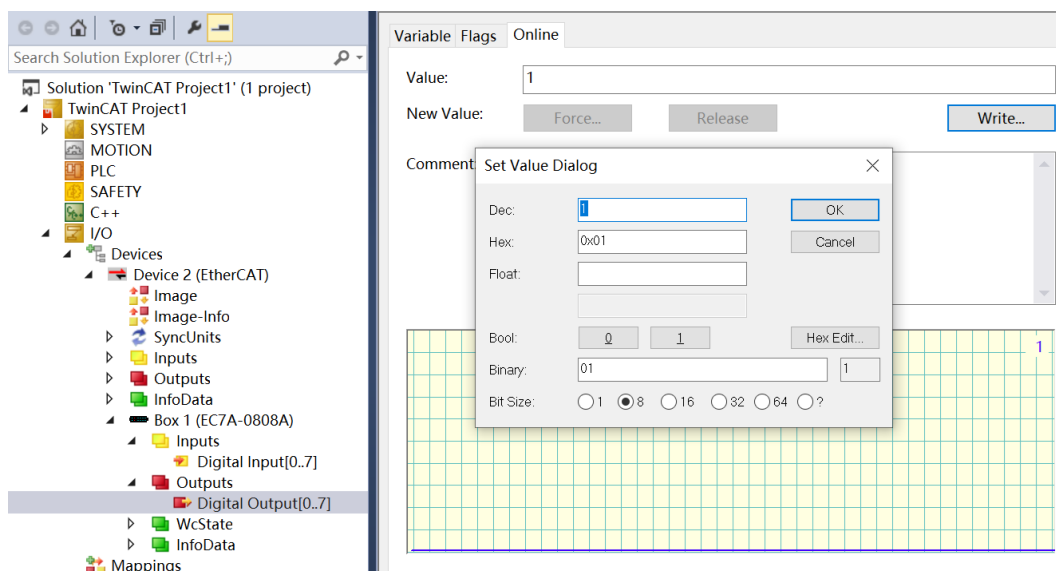 Search Solution Explorer (Ctrl+;)
Solution 'TwinCAT Project1' (1 project)
TwinCAT Project1
SYSTEM
MOTION
PLC
SAFETY
C++
I/O
Devices
Device 2 (EtherCAT)
Image
Image-Info
SyncUnits
Inputs
Outputs
InfoData
Box 1 (EC7A-0808A)
Inputs
Digital Input[0..7]
Outputs
Digital Output[0..7]
WcState
InfoData
Mappings
Variable Flags Online
Value: 1
New Value: Force... Release Write...
Comment
Set Value Dialog
Dec: 1 OK
Hex: 0x01 Cancel
Float:
Bool: 0 1 Hex Edit...
Binary: 01 1
Bit Size: 1 8 16 32 64 ?
1